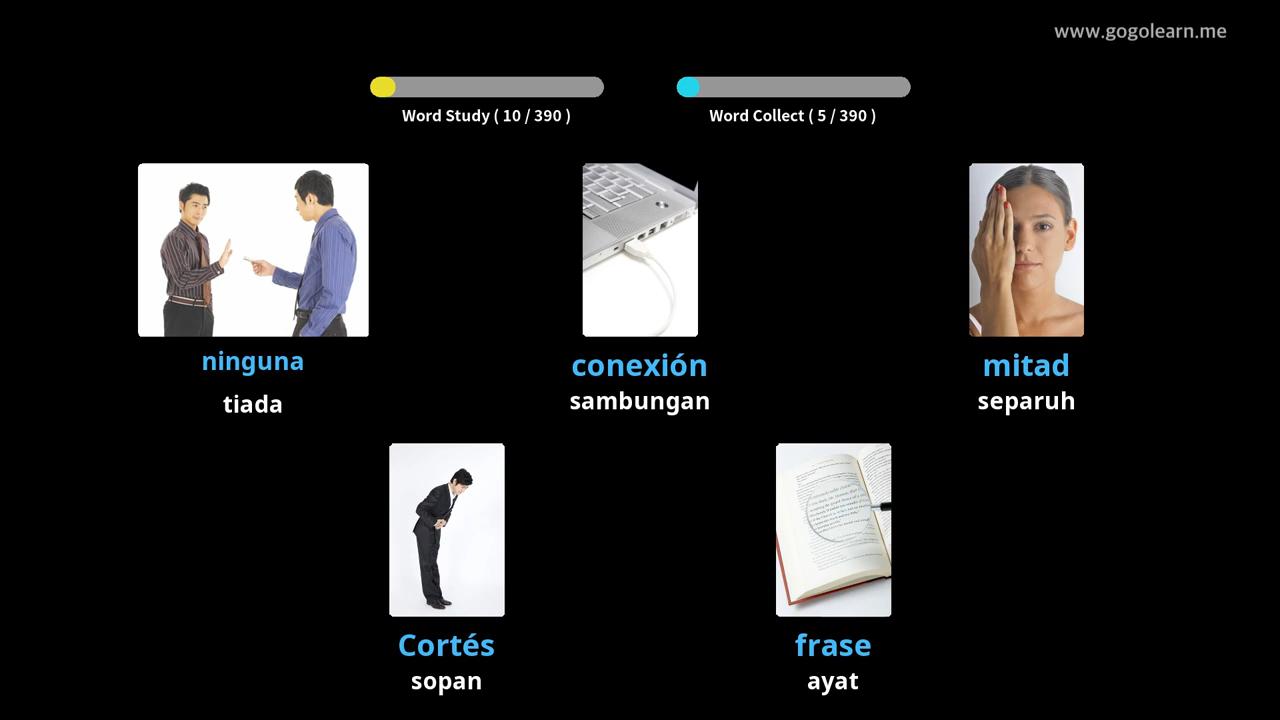 www.gogolearn.me
Word Study ( 10 / 390 )
Word Collect ( 5 / 390 )
ninguna
tiada
conexión
sambungan
mitad
separuh
Cortés
sopan
frase
ayat